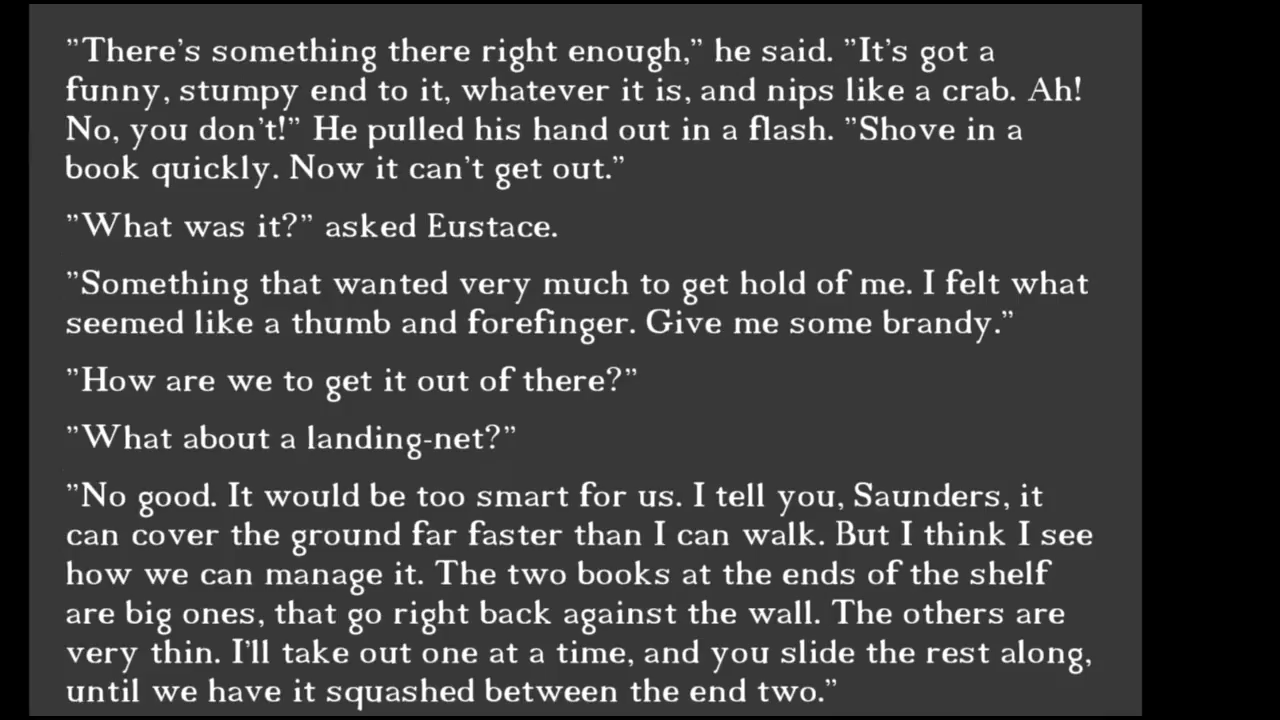 ”There’s something there right enough,” he said. ”It’s got a
funny, stumpy end to it, whatever it is, and nips like a crab. Ah!
No, you don’t!” He pulled his hand out in a flash. ”Shove in a
book quickly. Now it can’t get out.”
”What was it?” asked Eustace.
”Something that wanted very much to get hold of me. I felt what
seemed like a thumb and forefinger. Give me some brandy.”
”How are we to get it out of there?”
”What about a landing-net?”
”No good. It would be too smart for us. I tell you, Saunders, it
can cover the ground far faster than I can walk. But I think I see
how we can manage it. The two books at the ends of the shelf
are big ones, that go right back against the wall. The others are
very thin. I’ll take out one at a time, and you slide the rest along,
until we have it squashed between the end two.”